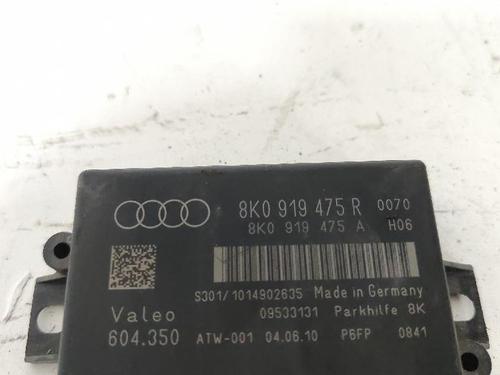 8K0 919 475 R 0070
8K0 919 475 A H06
S301/1014902635 Made in Germany
Valeo 09533131 Parkhilfe 8K
604.350 ATW-001 04.06.10 P6FP 0841